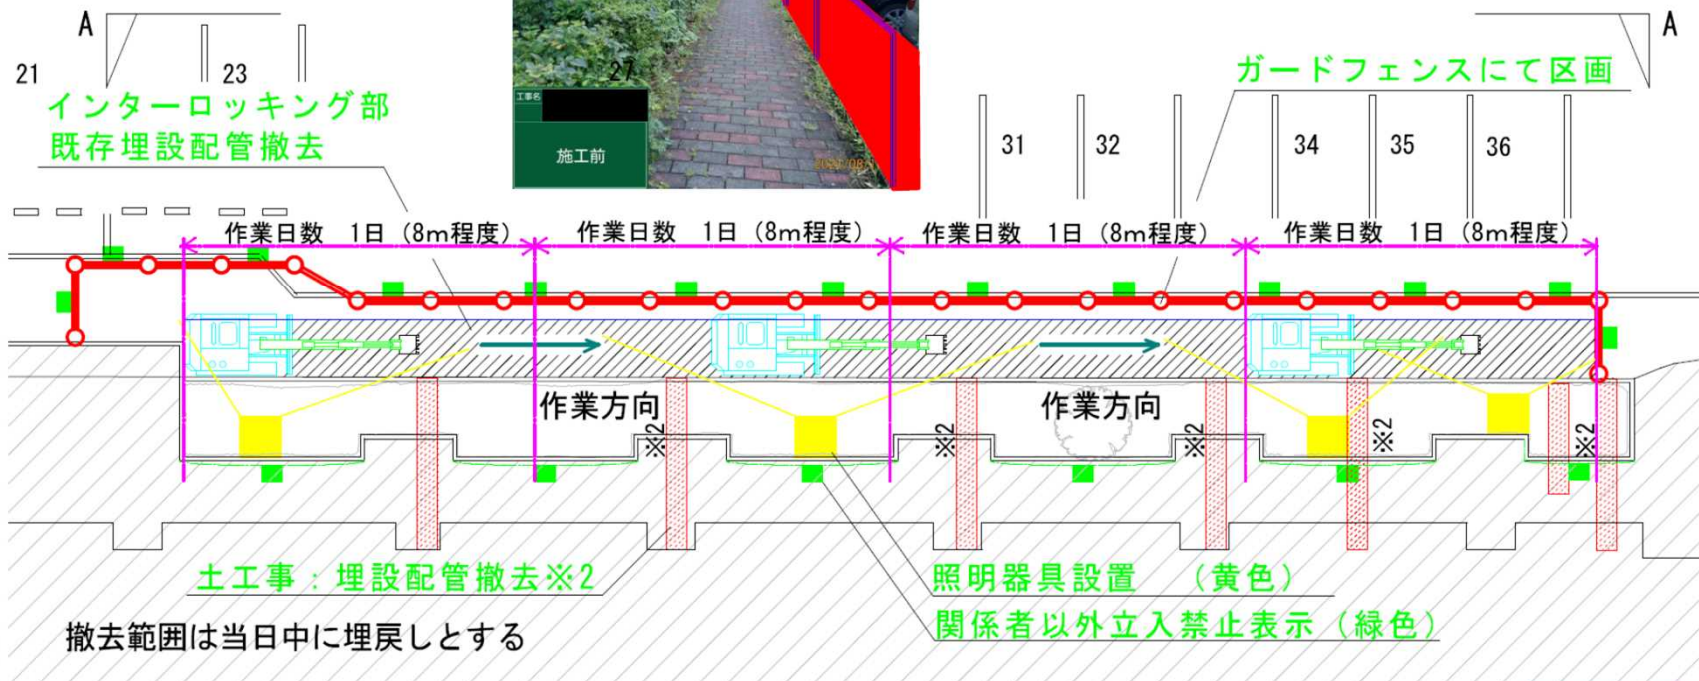 A
A
21
23
27
インターロッキング部
既存埋設配管撤去
工事名
施工前
ガードフェンスにて区画
31
32
34
35
36
作業日数　1日（8m程度）
作業日数　1日（8m程度）
作業日数　1日（8m程度）
作業日数　1日（8m程度）
作業方向
作業方向
※2
※2
※2
※2
※2
土工事：埋設配管撤去※2
照明器具設置　（黄色）
関係者以外立入禁止表示（緑色）
撤去範囲は当日中に埋戻しとする